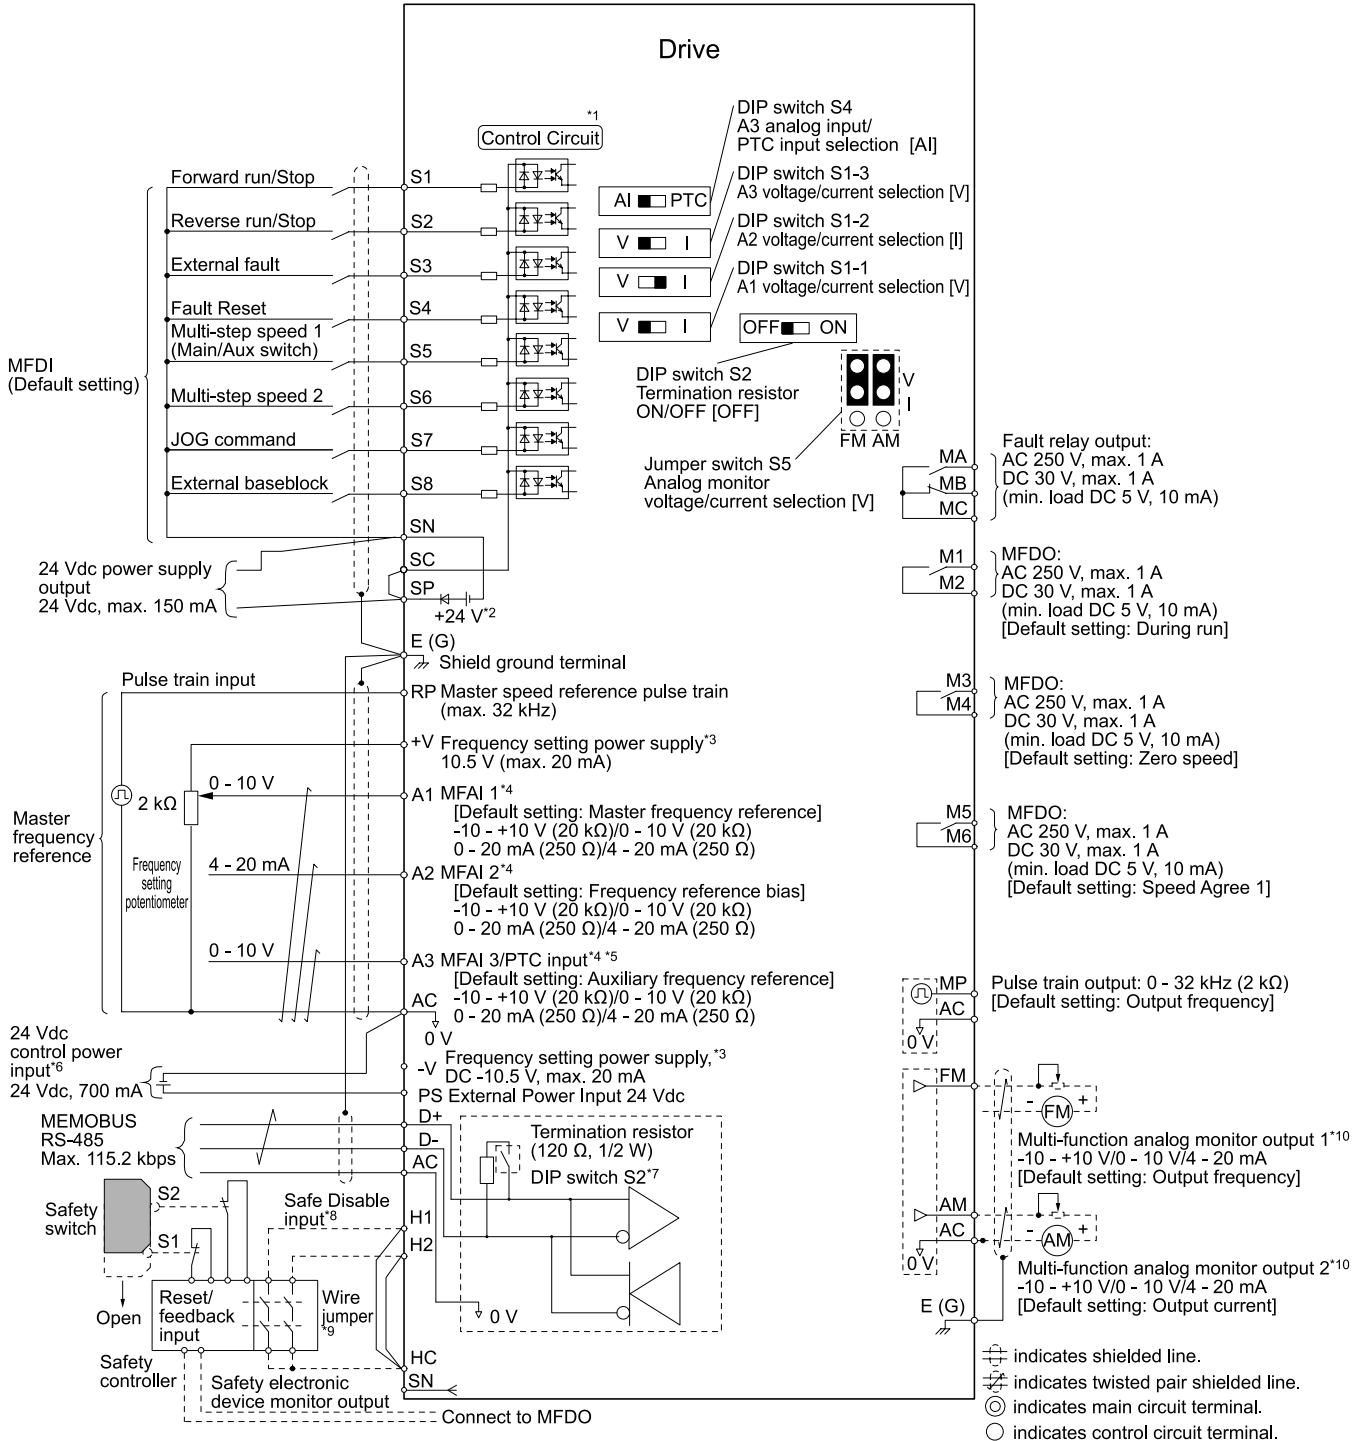 Drive
*1
Control Circuit
DIP switch S4
A3 analog input/
PTC input selection [AI]
DIP switch S1-3
A3 voltage/current selection [V]
DIP switch S1-2
A2 voltage/current selection [I]
DIP switch S1-1
A1 voltage/current selection [V]
AI PTC
V I
V I
V I
OFF ON
DIP switch S2
Termination resistor
ON/OFF [OFF]
V
I
FM AM
Jumper switch S5
Analog monitor
voltage/current selection [V]
MFDI
(Default setting)
Forward run/Stop
S1
Reverse run/Stop
S2
External fault
S3
Fault Reset
S4
Multi-step speed 1
(Main/Aux switch)
S5
Multi-step speed 2
S6
JOG command
S7
External baseblock
S8
SN
SC
SP
+24 V*2
24 Vdc power supply
output
24 Vdc, max. 150 mA
E (G)
Shield ground terminal
Pulse train input
RP Master speed reference pulse train
(max. 32 kHz)
+V Frequency setting power supply*3
10.5 V (max. 20 mA)
Master
frequency
reference
2 kΩ
Frequency
setting
potentiometer
0 - 10 V
A1 MFAI 1*4
[Default setting: Master frequency reference]
-10 - +10 V (20 kΩ)/0 - 10 V (20 kΩ)
0 - 20 mA (250 Ω)/4 - 20 mA (250 Ω)
4 - 20 mA
A2 MFAI 2*4
[Default setting: Frequency reference bias]
-10 - +10 V (20 kΩ)/0 - 10 V (20 kΩ)
0 - 20 mA (250 Ω)/4 - 20 mA (250 Ω)
0 - 10 V
A3 MFAI 3/PTC input*4 *5
[Default setting: Auxiliary frequency reference]
-10 - +10 V (20 kΩ)/0 - 10 V (20 kΩ)
0 - 20 mA (250 Ω)/4 - 20 mA (250 Ω)
AC
0 V
24 Vdc
control power
input*6
24 Vdc, 700 mA
-V Frequency setting power supply,*3
DC -10.5 V, max. 20 mA
PS External Power Input 24 Vdc
MEMOBUS
RS-485
Max. 115.2 kbps
D+
D-
AC
Termination resistor
(120 Ω, 1/2 W)
DIP switch S2*7
0 V
Safety
switch
S2
S1
Open
Safe Disable
input*8
H1
H2
Reset/
feedback
input
Wire
jumper
*9
Safety
controller
Safety electronic
device monitor output
HC
SN
Connect to MFDO
MA
MB
MC
Fault relay output:
AC 250 V, max. 1 A
DC 30 V, max. 1 A
(min. load DC 5 V, 10 mA)
M1
M2
MFDO:
AC 250 V, max. 1 A
DC 30 V, max. 1 A
(min. load DC 5 V, 10 mA)
[Default setting: During run]
M3
M4
MFDO:
AC 250 V, max. 1 A
DC 30 V, max. 1 A
(min. load DC 5 V, 10 mA)
[Default setting: Zero speed]
M5
M6
MFDO:
AC 250 V, max. 1 A
DC 30 V, max. 1 A
(min. load DC 5 V, 10 mA)
[Default setting: Speed Agree 1]
MP
AC
0 V
Pulse train output: 0 - 32 kHz (2 kΩ)
[Default setting: Output frequency]
FM
- +
FM
Multi-function analog monitor output 1*10
-10 - +10 V/0 - 10 V/4 - 20 mA
[Default setting: Output frequency]
AM
AC
0 V
- +
AM
Multi-function analog monitor output 2*10
-10 - +10 V/0 - 10 V/4 - 20 mA
[Default setting: Output current]
E (G)
indicates shielded line.
indicates twisted pair shielded line.
indicates main circuit terminal.
indicates control circuit terminal.